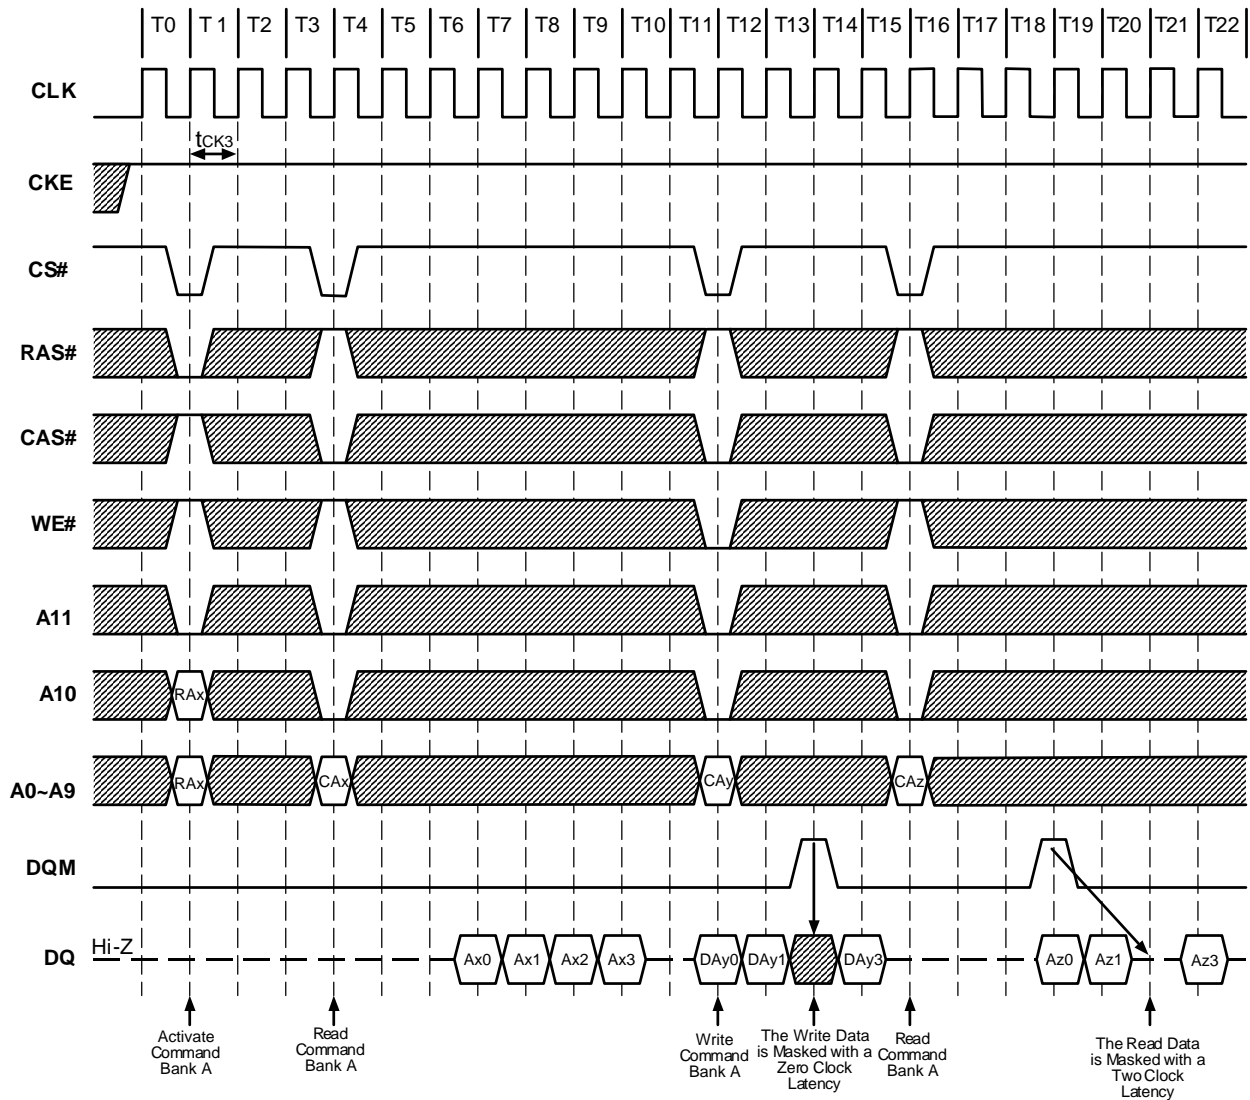 T0 T1 T2 T3 T4 T5 T6 T7 T8 T9 T10 T11 T12 T13 T14 T15 T16 T17 T18 T19 T20 T21 T22
CLK
tCK3
CKE
CS#
RAS#
CAS#
WE#
A11
A10 RAx
A0~A9 RAx CAx CAy CAz
DQM
DQ Hi-Z Ax0 Ax1 Ax2 Ax3 DAy0 DAy1 DAy3 Az0 Az1 Az3
Activate
Command
Bank A
Read
Command
Bank A
Write
Command
Bank A
The Write Data
is Masked with a
Zero Clock
Latency
Read
Command
Bank A
The Read Data
is Masked with a
Two Clock
Latency